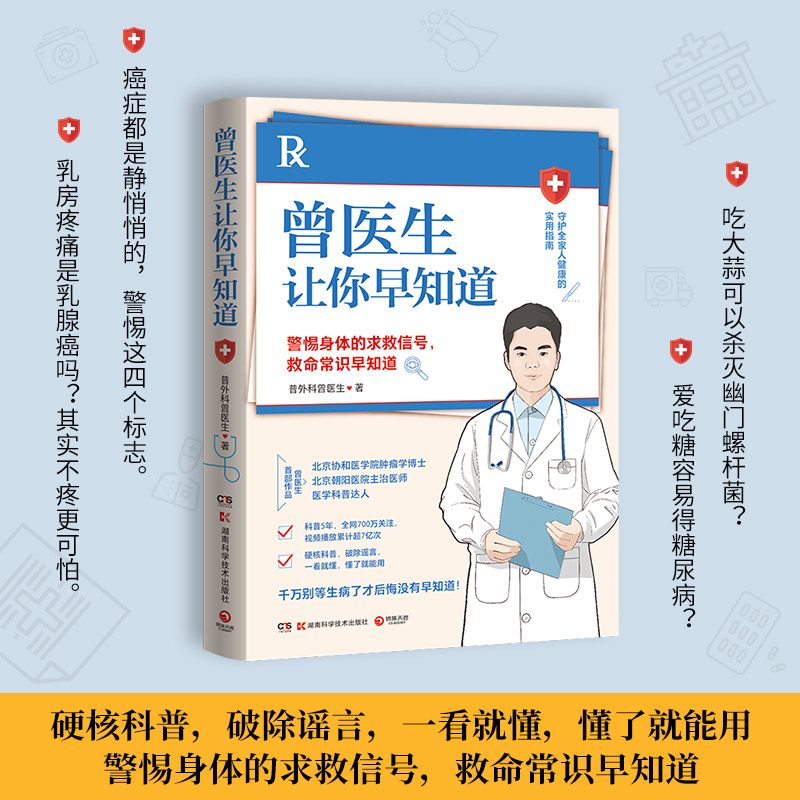 癌症都是静悄悄的，警惕这四个标志。
乳房疼痛是乳腺癌吗？其实不疼更可怕。
曾医生让你早知道
普外科曾医生♥著
CS
湖南科学技术出版社
Rx
曾医生
让你早知道
守护全家人健康的
实用指南
警惕身体的求救信号，
救命常识早知道
普外科曾医生♥著
曾医生
首部作品
北京协和医学院肿瘤学博士
北京朝阳医院主治医师
医学科普达人
科普5年，全网700万关注，
视频播放累计超7亿次
硬核科普，破除谣言，
一看就懂，懂了就能用
千万别等生病了才后悔没有早知道！
CS
湖南科学技术出版社
博集天卷
CS-BOOKY
吃大蒜可以杀灭幽门螺杆菌？
爱吃糖容易得糖尿病？
硬核科普，破除谣言，一看就懂，懂了就能用
警惕身体的求救信号，救命常识早知道